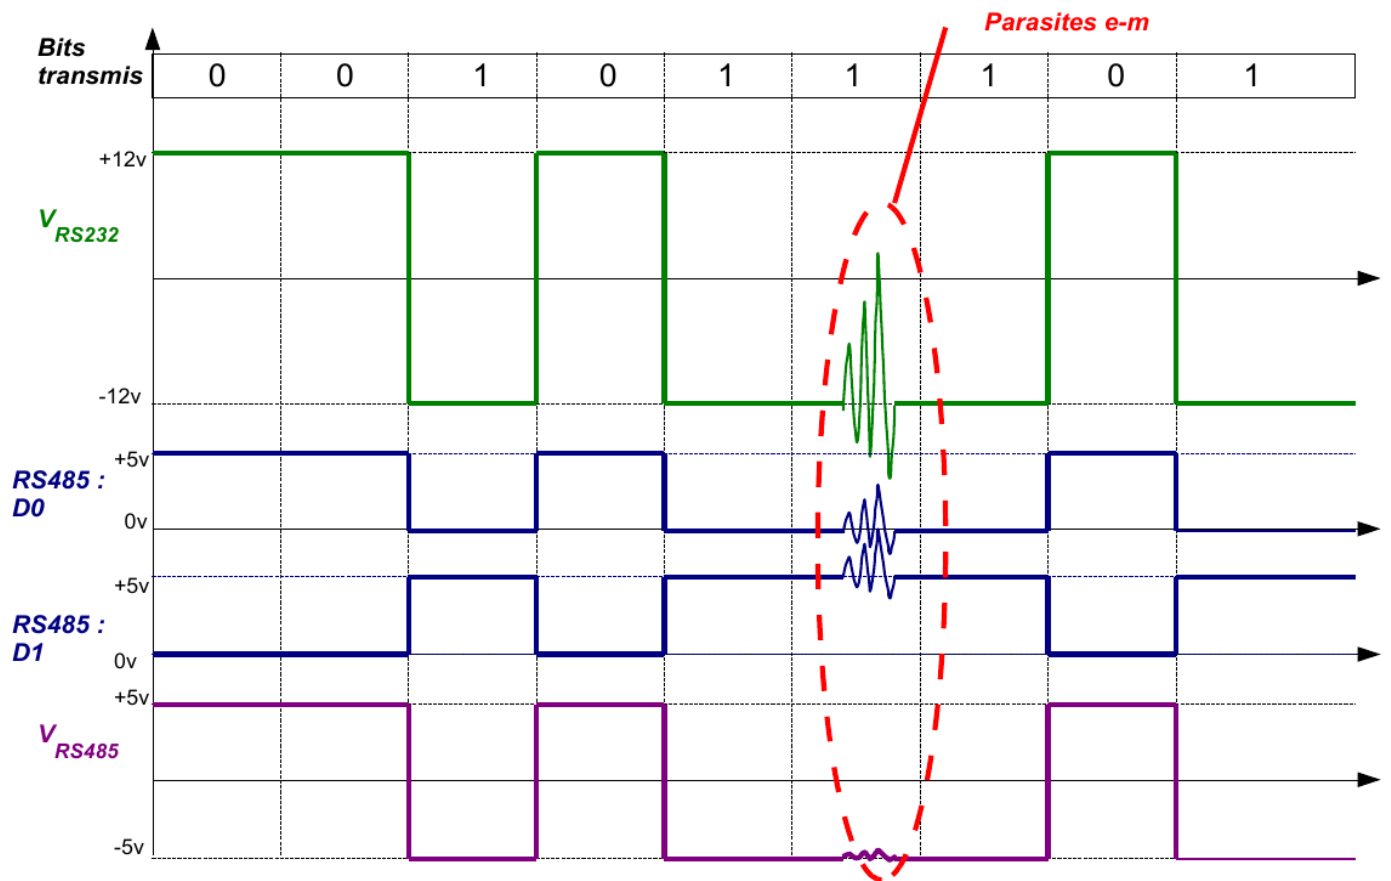 Parasites e-m
Bits
transmis
0 0 1 0 1 1 1 0 1
+12v
V RS232
-12v
+5v
RS485 :
D0
0v
+5v
RS485 :
D1
0v
+5v
V RS485
-5v